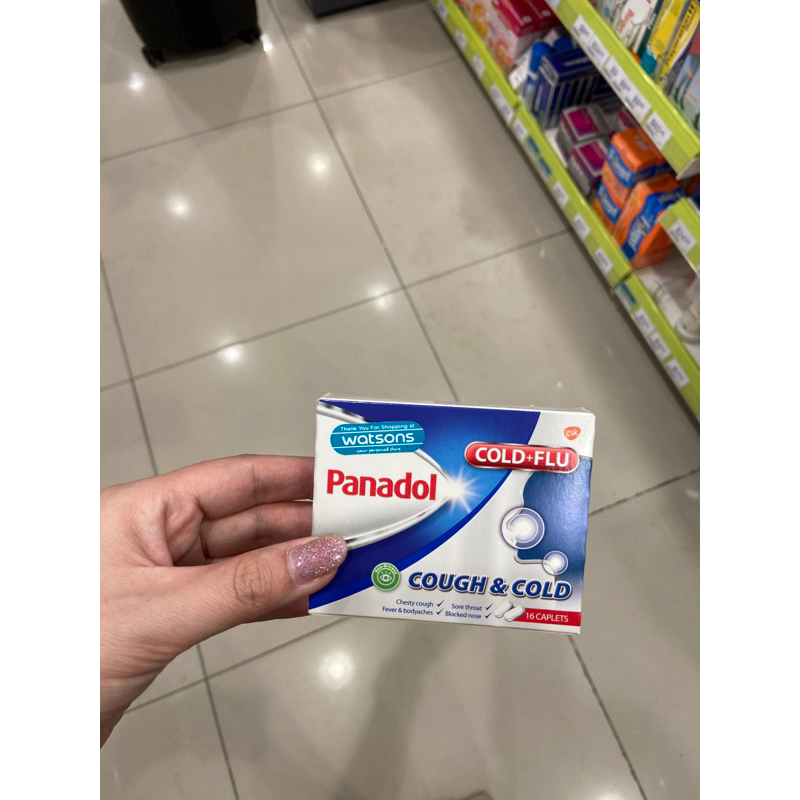 Thank You For Shopping at
watsons
your personal store
gsk
COLD+FLU
Panadol
COUGH & COLD
Chesty cough ✓ Sore throat ✓
Fever & bodyaches ✓ Blocked nose ✓
16 CAPLETS